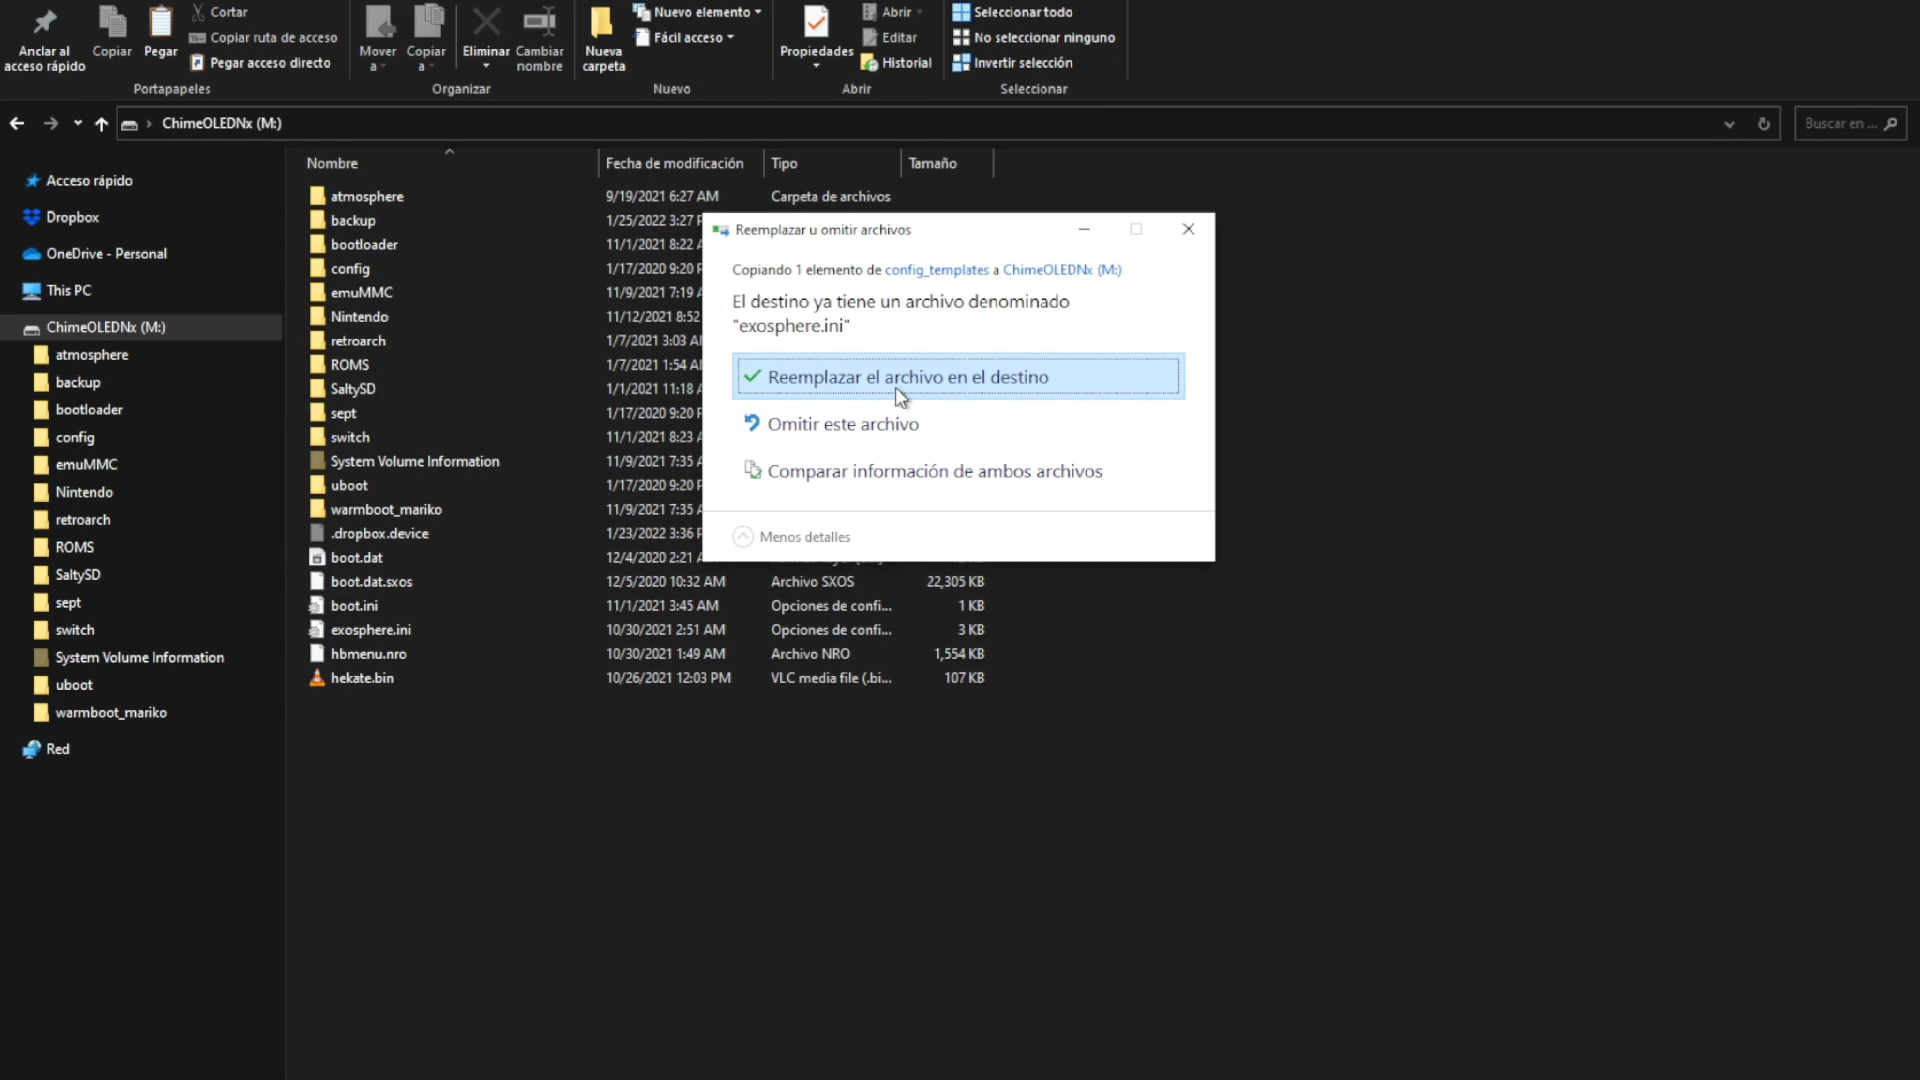 Anclar al
acceso rápido
Copiar
Pegar
Cortar
Copiar ruta de acceso
Pegar acceso directo
Portapapeles
Mover
a
Copiar
a
Eliminar
Cambiar
nombre
Organizar
Nueva
carpeta
Nuevo elemento
Fácil acceso
Nuevo
Propiedades
Abrir
Editar
Historial
Abrir
Seleccionar todo
No seleccionar ninguno
Invertir selección
Seleccionar
ChimeOLEDNx (M:)
Buscar en ...
Acceso rápido
Dropbox
OneDrive - Personal
This PC
ChimeOLEDNx (M:)
atmosphere
backup
bootloader
config
emuMMC
Nintendo
retroarch
ROMS
SaltySD
sept
switch
System Volume Information
uboot
warmboot_mariko
Red
Nombre Fecha de modificación Tipo Tamaño
atmosphere 9/19/2021 6:27 AM Carpeta de archivos
backup 1/25/2022 3:27
bootloader 11/1/2021 8:22
config 1/17/2020 9:20
emuMMC 11/9/2021 7:19
Nintendo 11/12/2021 8:52
retroarch 1/7/2021 3:03
ROMS 1/7/2021 1:54
SaltySD 1/1/2021 11:18
sept 1/17/2020 9:20
switch 11/1/2021 8:23
System Volume Information 11/9/2021 7:35
uboot 1/17/2020 9:20
warmboot_mariko 11/9/2021 7:35
.dropbox.device 1/23/2022 3:36
boot.dat 12/4/2020 2:21
boot.dat.sxos 12/5/2020 10:32 AM Archivo SXOS 22,305 KB
boot.ini 11/1/2021 3:45 AM Opciones de confi... 1 KB
exosphere.ini 10/30/2021 2:51 AM Opciones de confi... 3 KB
hbmenu.nro 10/30/2021 1:49 AM Archivo NRO 1,554 KB
hekate.bin 10/26/2021 12:03 PM VLC media file (.bi... 107 KB
Reemplazar u omitir archivos
Copiando 1 elemento de config_templates a ChimeOLEDNx (M:)
El destino ya tiene un archivo denominado
"exosphere.ini"
Reemplazar el archivo en el destino
Omitir este archivo
Comparar información de ambos archivos
Menos detalles